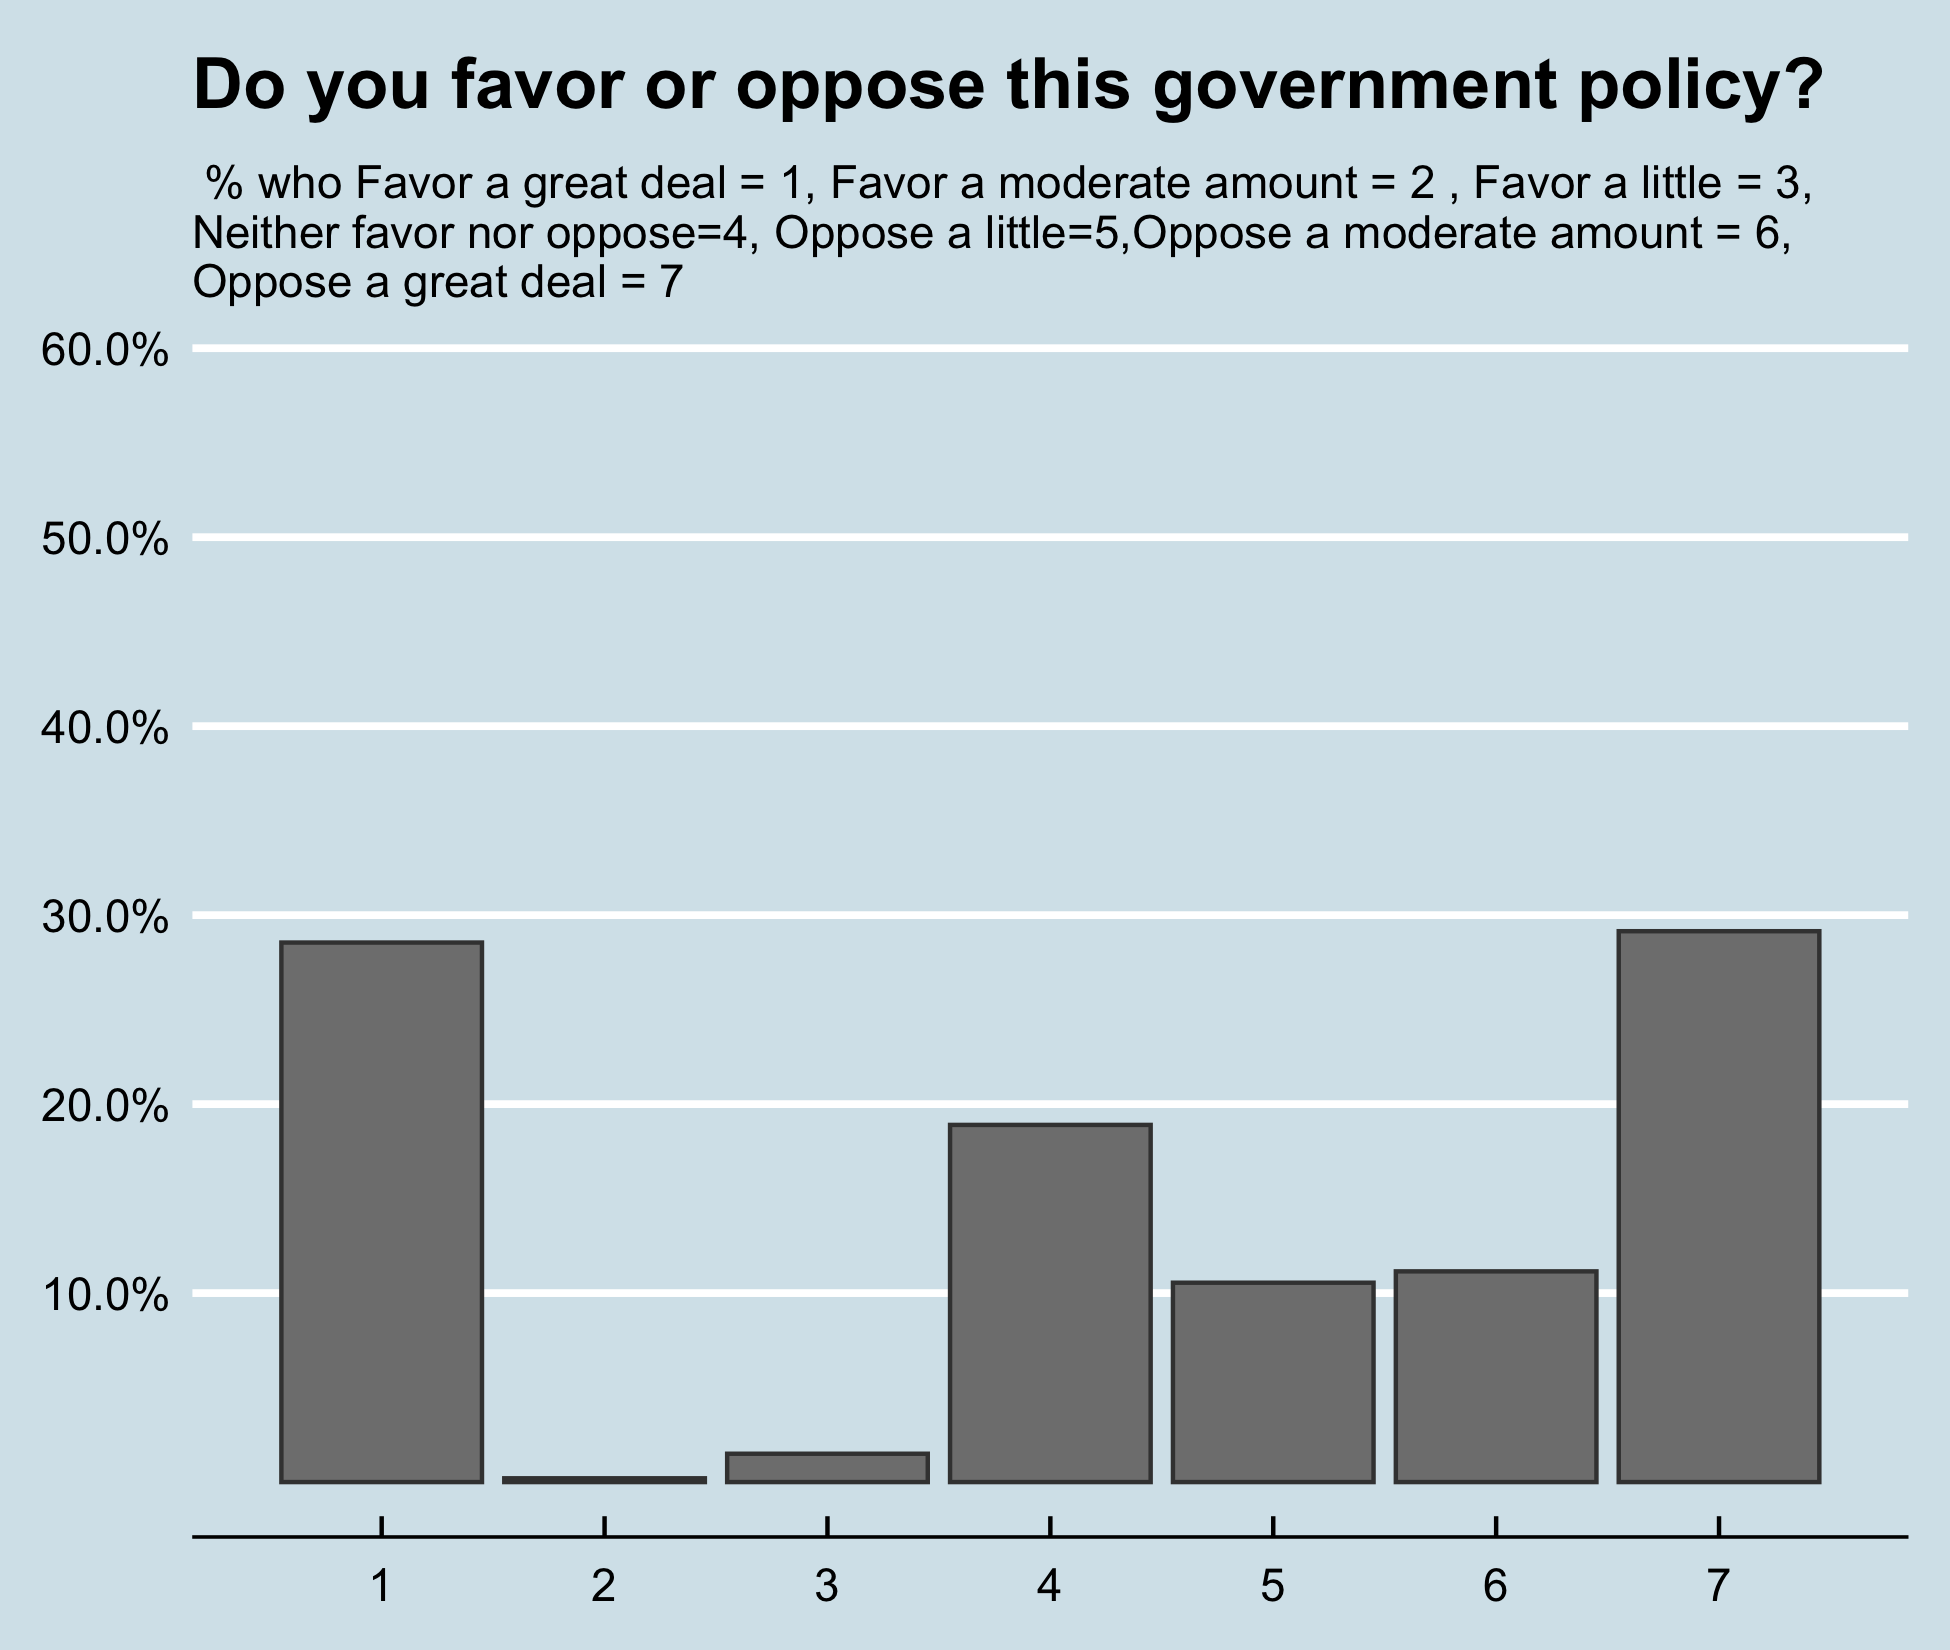 Do you favor or oppose this government policy?
% who Favor a great deal = 1, Favor a moderate amount = 2 , Favor a little = 3,
Neither favor nor oppose=4, Oppose a little=5,Oppose a moderate amount = 6,
Oppose a great deal = 7
60.0%
50.0%
40.0%
30.0%
20.0%
10.0%
1 2 3 4 5 6 7